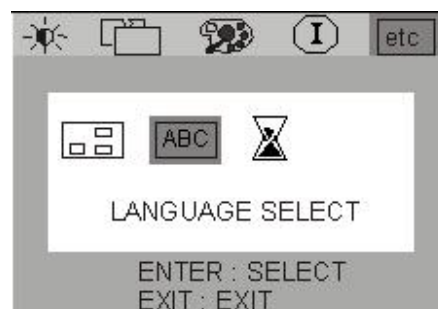 I etc
ABC
LANGUAGE SELECT
ENTER : SELECT
EXIT : EXIT